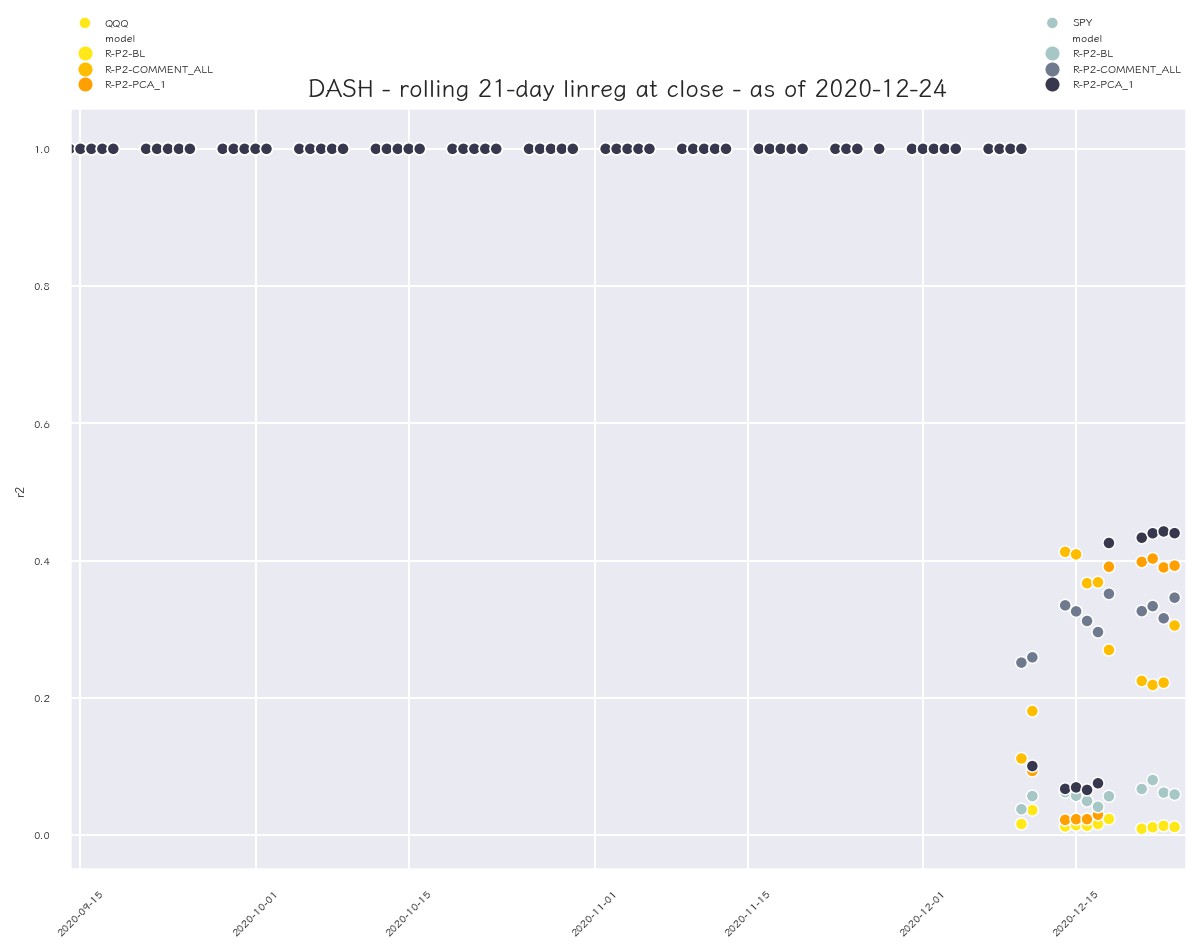 QQQ
model
R-P2-BL
R-P2-COMMENT_ALL
R-P2-PCA_1
SPY
model
R-P2-BL
R-P2-COMMENT_ALL
R-P2-PCA_1
DASH - rolling 21-day linreg at close - as of 2020-12-24
1.0
0.8
0.6
0.4
0.2
0.0
r2
2020-09-15
2020-10-01
2020-10-15
2020-11-01
2020-11-15
2020-12-01
2020-12-15